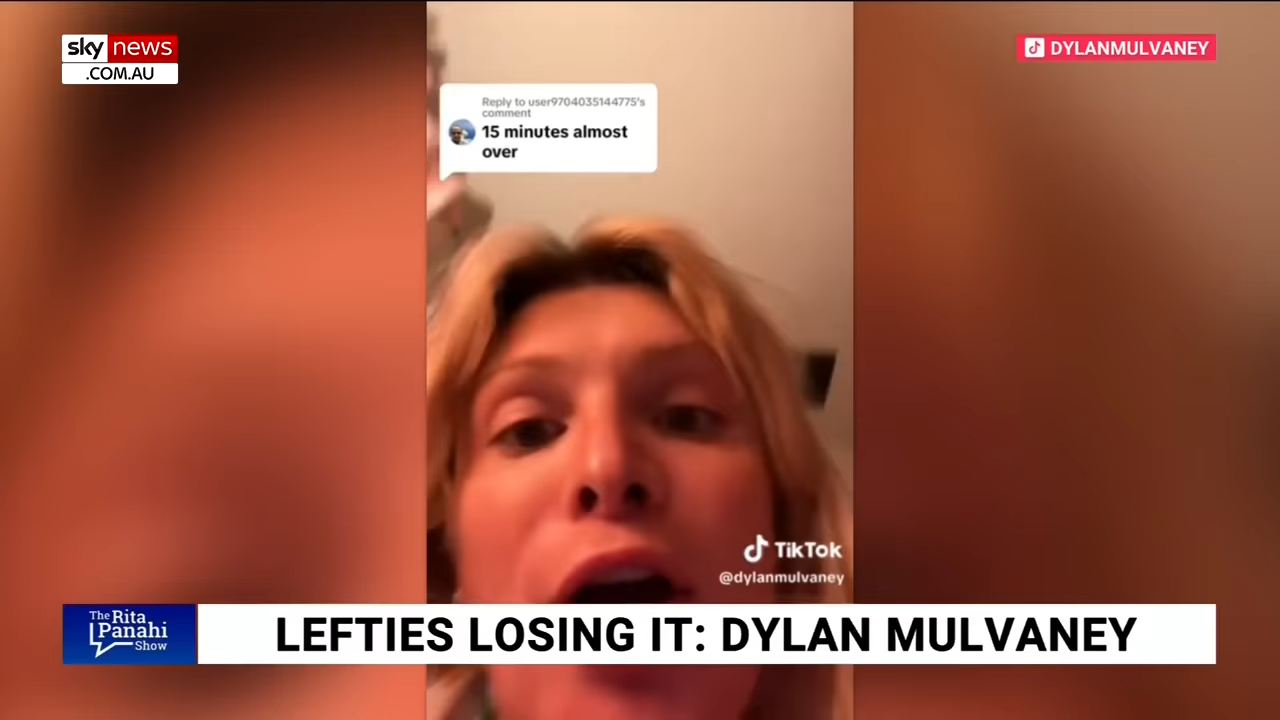 sky news
.COM.AU
DYLANMULVANEY
Reply to user9704035144775's
comment
15 minutes almost
over
TikTok
@dylanmulvaney
The Rita
Panahi
Show
LEFTIES LOSING IT: DYLAN MULVANEY